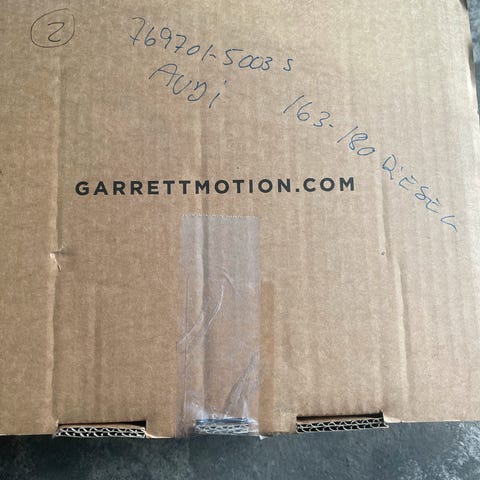 2
769701-5003 S
AUDi
163-180 DiESEL
GARRETTMOTION.COM